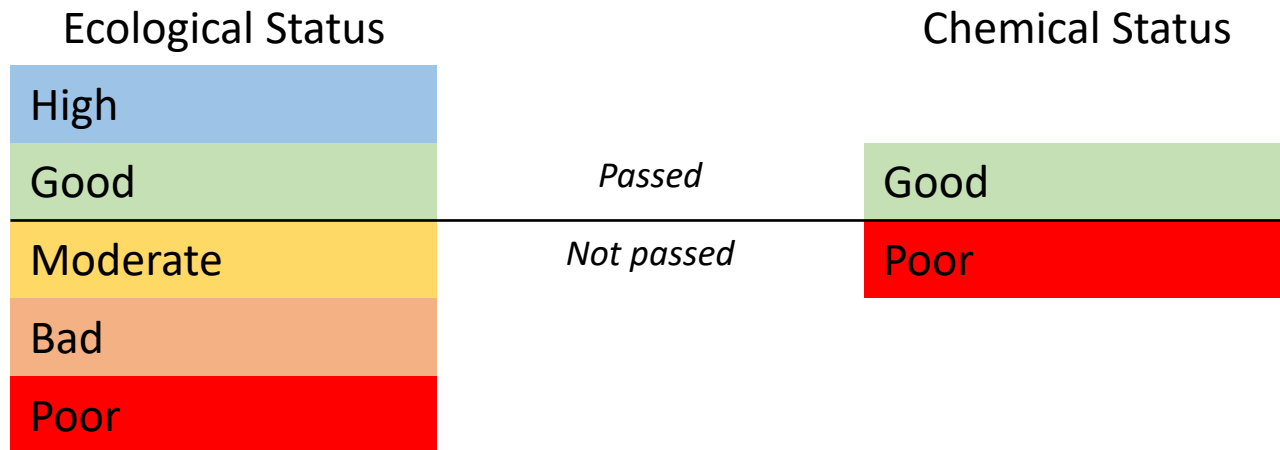 Ecological Status
Chemical Status
High
Good
Passed
Good
Moderate
Not passed
Poor
Bad
Poor